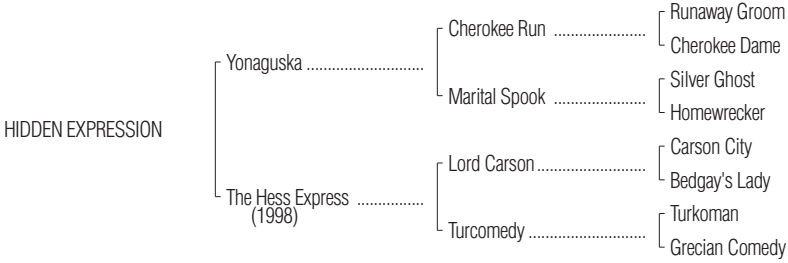 Runaway Groom
Cherokee Run ........................
Cherokee Dame
Yonaguska ..............................
Silver Ghost
Marital Spook ........................
Homewrecker
HIDDEN EXPRESSION
Carson City
Lord Carson ............................
Bedgay's Lady
The Hess Express .................
(1998)
Turkoman
Turcomedy ..............................
Grecian Comedy